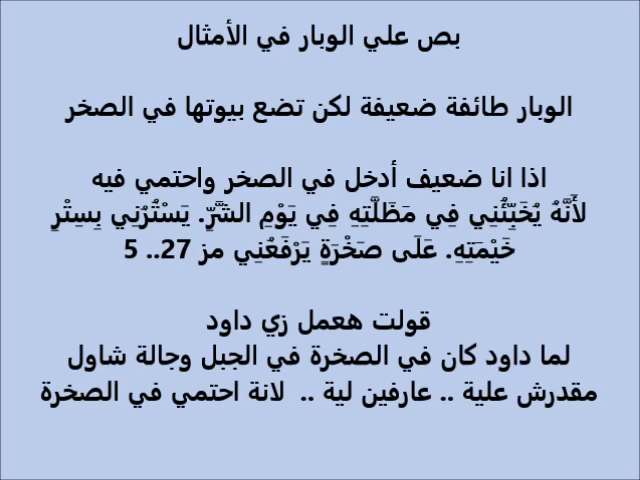 بص علي الوبار في الأمثال
الوبار طائفة ضعيفة لكن تضع بيوتها في الصخر
اذا انا ضعيف أدخل في الصخر واحتمي فيه
لأَنَّهُ يُخَبِّئُنِي فِي مَظَلَّتِهِ فِي يَوْمِ الشَّرِّ. يَسْتُرُنِي بِسِتْرِ
خَيْمَتِهِ. عَلَى صَخْرَةٍ يَرْفَعُنِي مز 27.. 5
قولت هعمل زي داود
لما داود كان في الصخرة في الجبل وجالة شاول
مقدرش علية .. عارفين لية .. لانة احتمي في الصخرة